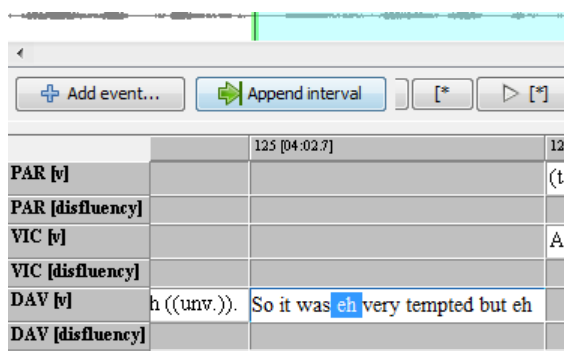 Add event... Append interval [* [*]
125 [04:02.7] 12
PAR [v] (t
PAR [disfluency]
VIC [v] A
VIC [disfluency]
DAV [v] h ((unv.)). So it was eh very tempted but eh
DAV [disfluency]